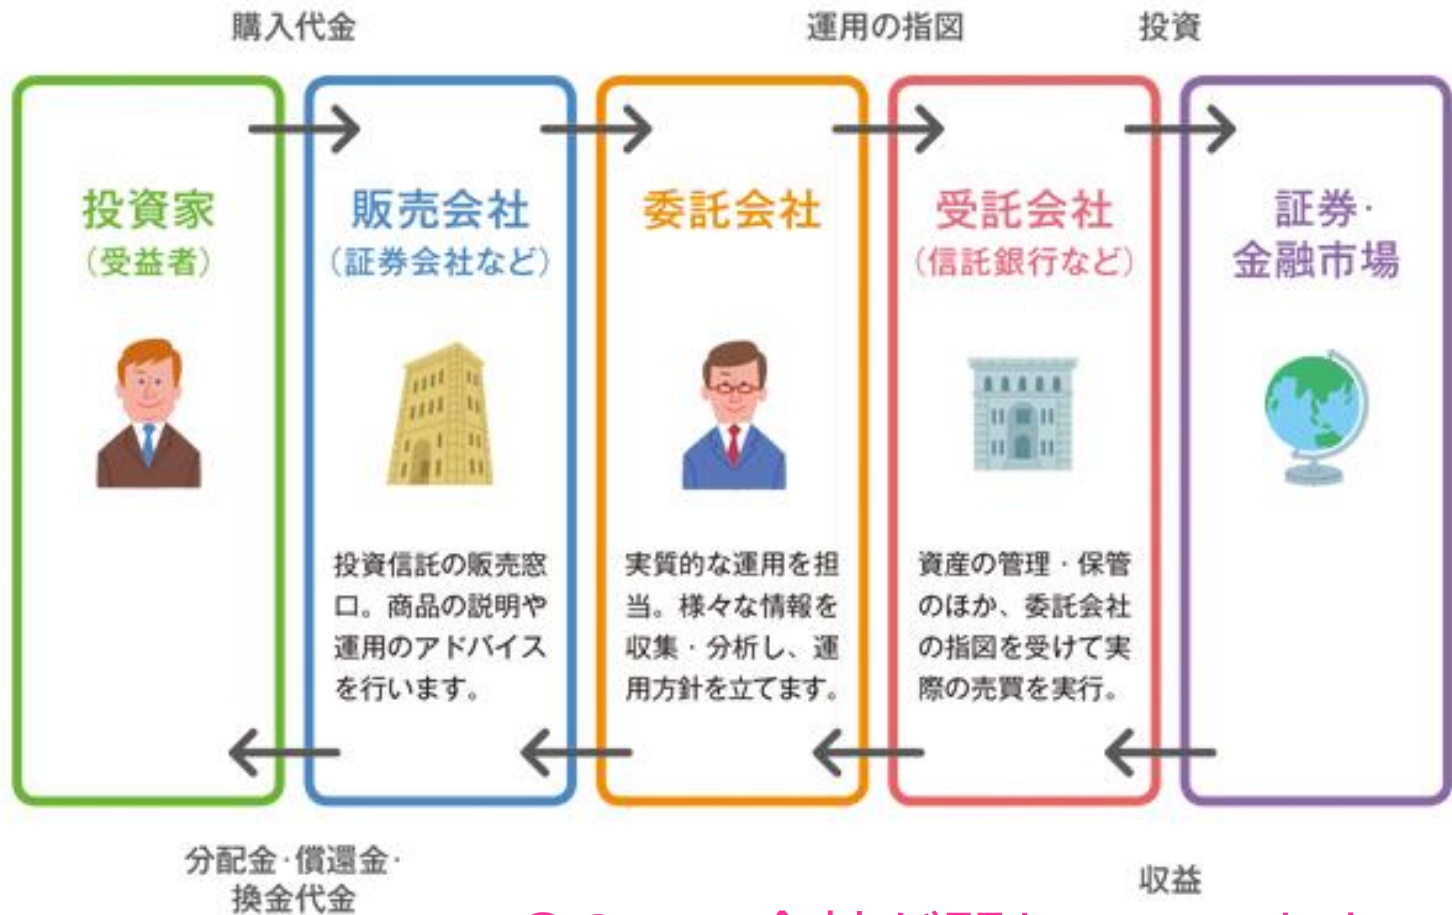 購入代金
運用の指図
投資
投資家
(受益者)
販売会社
(証券会社など)
委託会社
受託会社
(信託銀行など)
証券・
金融市場
投資信託の販売窓
口。商品の説明や
運用のアドバイス
を行います。
実質的な運用を担
当。様々な情報を
収集・分析し、運
用方針を立てます。
資産の管理・保管
のほか、委託会社
の指図を受けて実
際の売買を実行。
分配金・償還金・
換金代金
収益